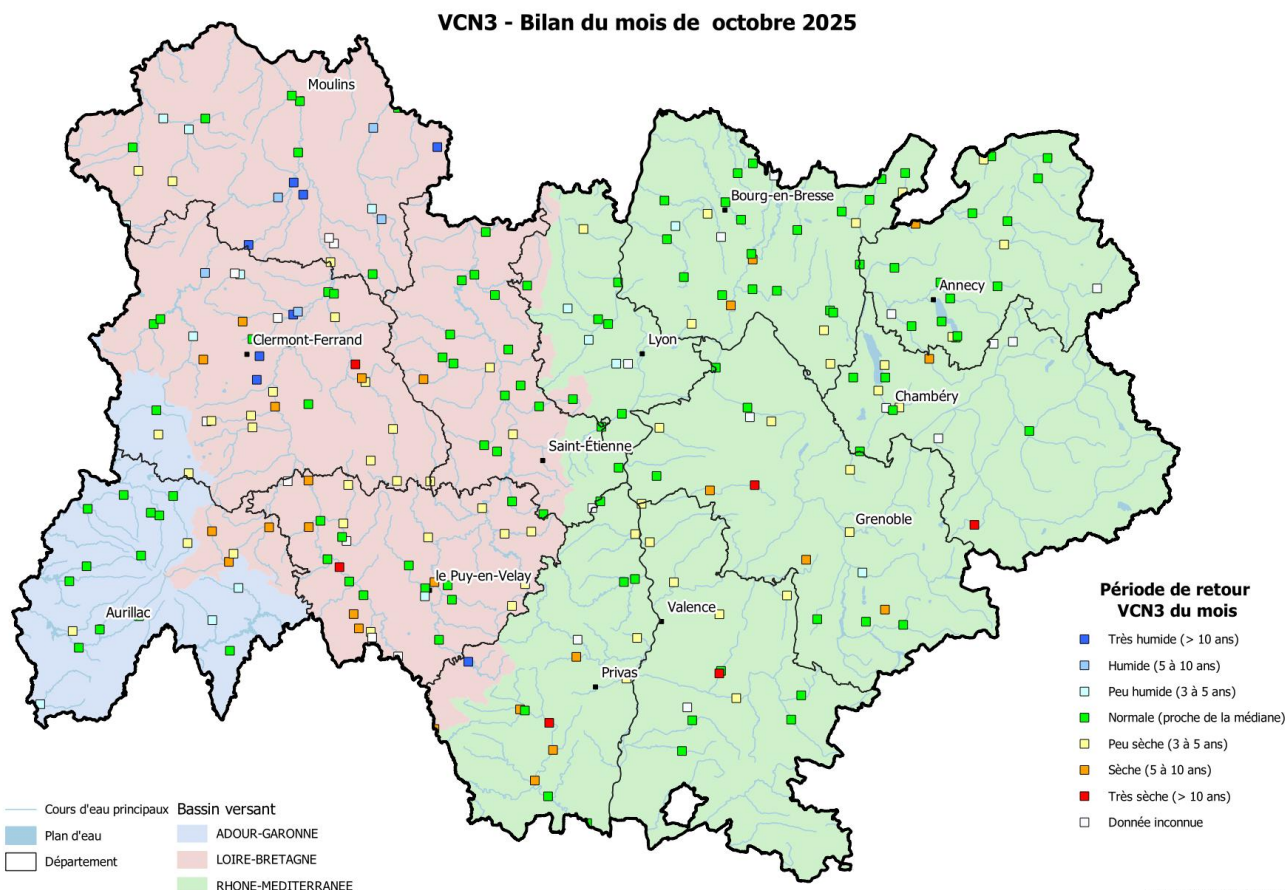 VCN3 - Bilan du mois de octobre 2025
Moulins
Bourg-en-Bresse
Annecy
Clermont-Ferrand
Lyon
Chambéry
Saint-Étienne
Grenoble
le Puy-en-Velay
Aurillac
Valence
Privas
Période de retour
VCN3 du mois
Très humide (> 10 ans)
Humide (5 à 10 ans)
Peu humide (3 à 5 ans)
Normale (proche de la médiane)
Peu sèche (3 à 5 ans)
Sèche (5 à 10 ans)
Très sèche (> 10 ans)
Donnée inconnue
Cours d'eau principaux
Plan d'eau
Département
Bassin versant
ADOUR-GARONNE
LOIRE-BRETAGNE
RHONE-MEDITERRANEE